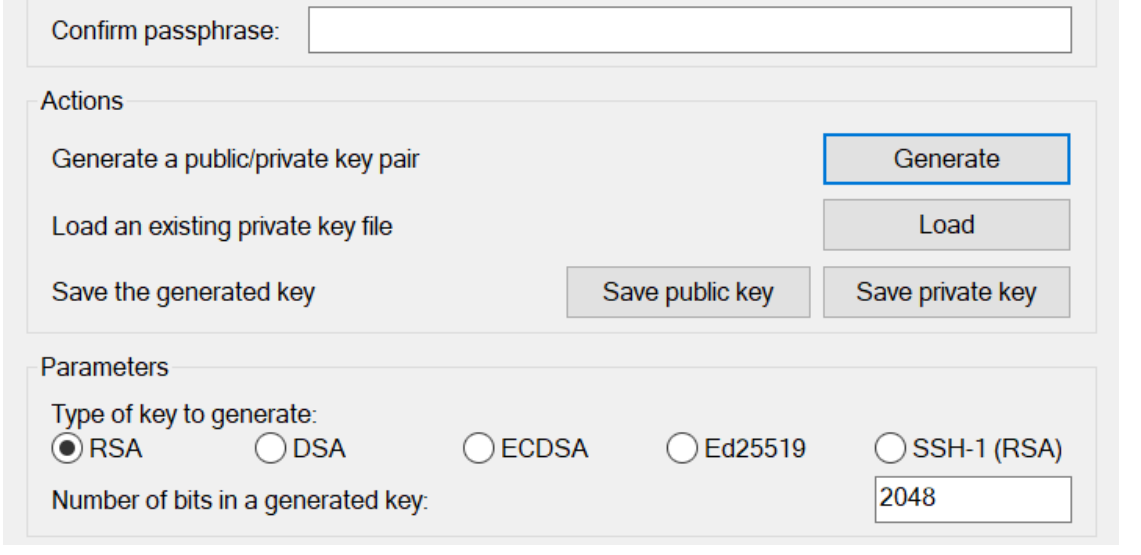 Confirm passphrase:
Actions
Generate a public/private key pair Generate
Load an existing private key file Load
Save the generated key Save public key Save private key
Parameters
Type of key to generate:
RSA DSA ECDSA Ed25519 SSH-1 (RSA)
Number of bits in a generated key: 2048